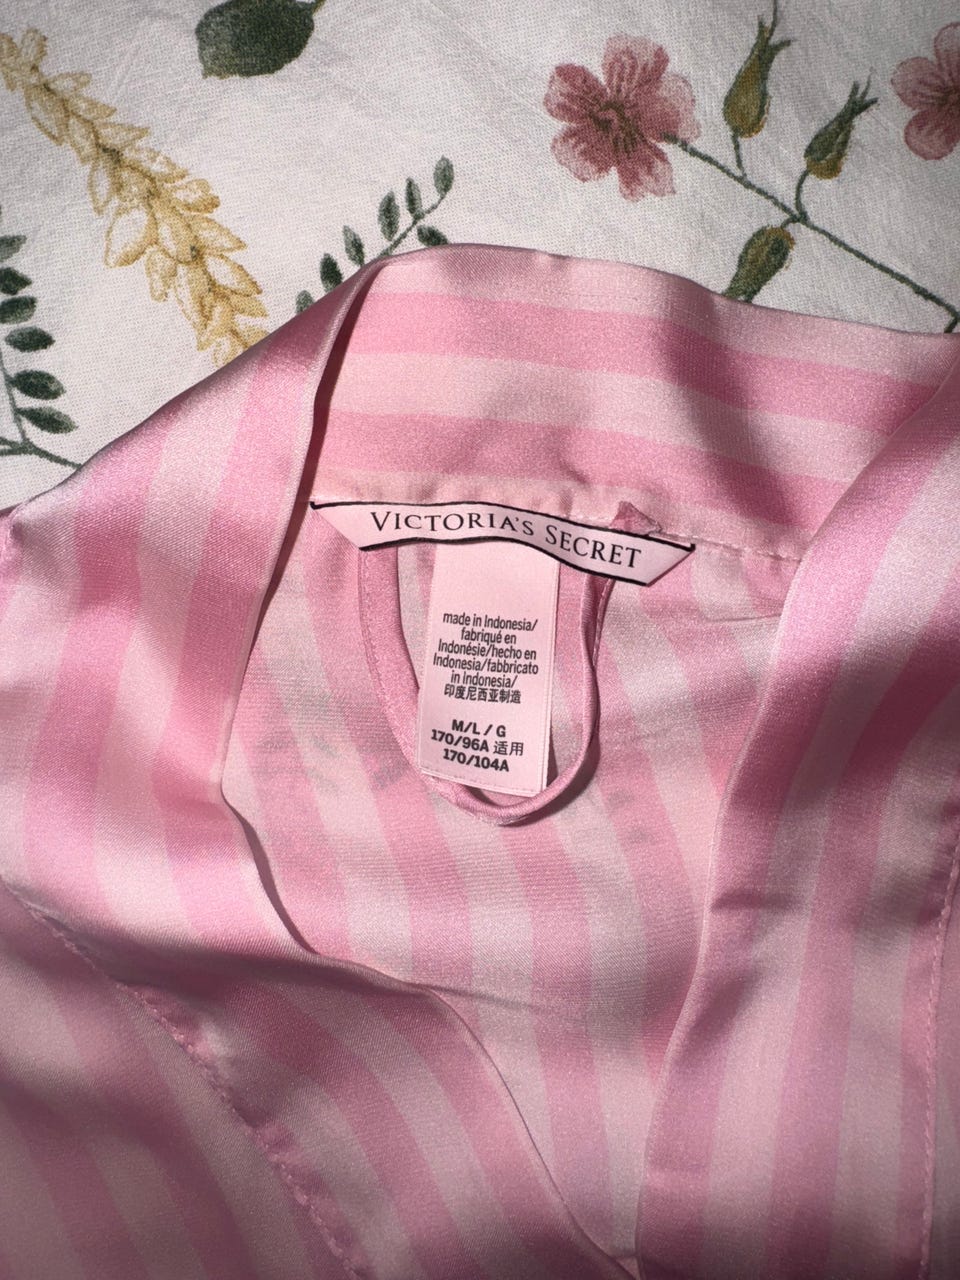 VICTORIA'S SECRET
made in Indonesia/
fabriqué en
Indonésie/hecho en
Indonesia/fabbricato
in Indonesia/
印度尼西亚制造
M/L/G
170/96A 适用
170/104A